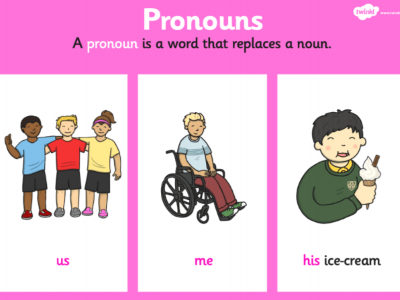 Pronouns
twinkl
A pronoun is a word that replaces a noun.
us
me
his ice-cream